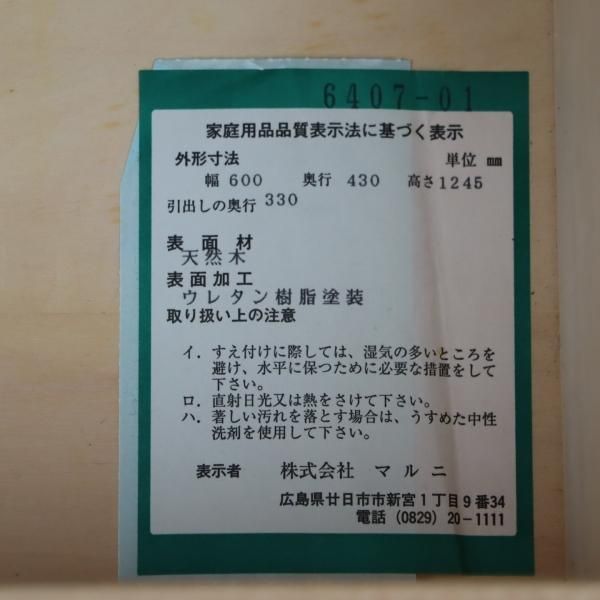 6407-01
家庭用品品質表示法に基づく表示
外形寸法 単位 mm
幅 600 奥行 430 高さ 1245
引出しの奥行 330
表面材
天然木
表面加工
ウレタン樹脂塗装
取り扱い上の注意
イ. すえ付けに際しては、湿気の多いところを
避け、水平に保つために必要な措置をして
下さい。
ロ. 直射日光又は熱をさけて下さい。
ハ. 著しい汚れを落とす場合は、うすめた中性
洗剤を使用して下さい。
表示者 株式会社 マルニ
広島県廿日市市新宮1丁目9番34
電話 (0829) 20-1111